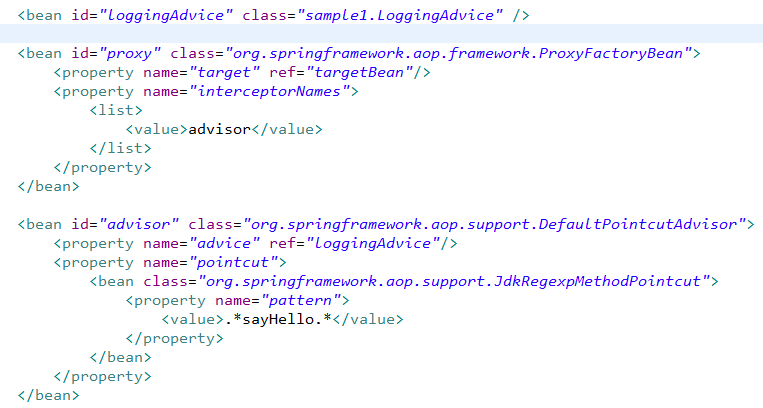 <bean id="loggingAdvice" class="sample1.LoggingAdvice" />
<bean id="proxy" class="org.springframework.aop.framework.ProxyFactoryBean">
<property name="target" ref="targetBean"/>
<property name="interceptorNames">
<list>
<value>advisor</value>
</list>
</property>
</bean>
<bean id="advisor" class="org.springframework.aop.support.DefaultPointcutAdvisor">
<property name="advice" ref="loggingAdvice"/>
<property name="pointcut">
<bean class="org.springframework.aop.support.JdkRegexpMethodPointcut">
<property name="pattern">
<value>.*sayHello.*</value>
</property>
</bean>
</property>
</bean>